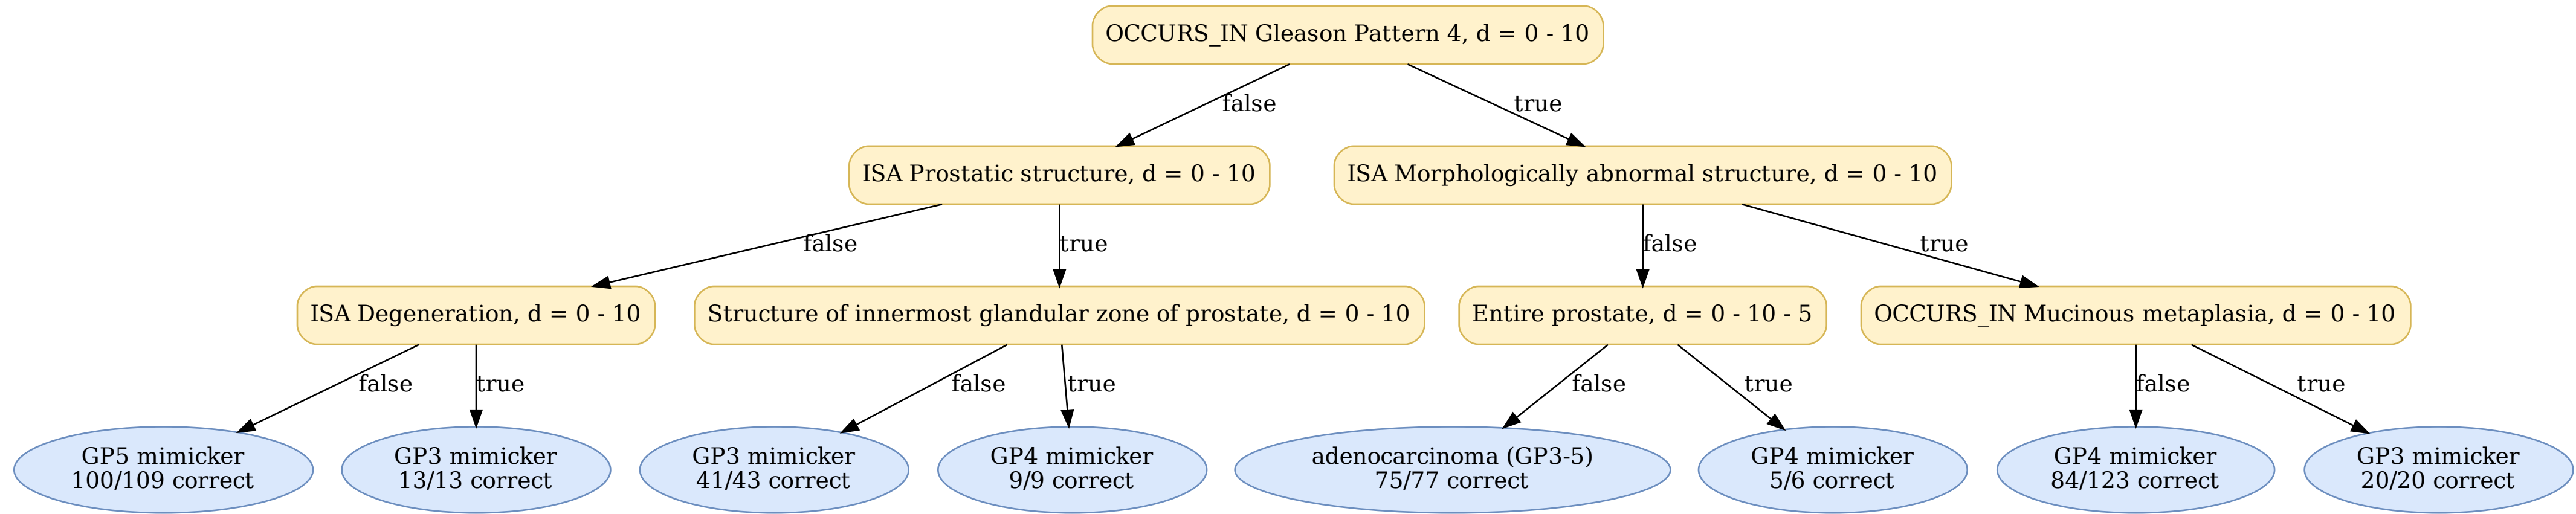 OCCURS_IN Gleason Pattern 4, d = 0 - 10
false
true
ISA Prostatic structure, d = 0 - 10
ISA Morphologically abnormal structure, d = 0 - 10
false
true
false
true
ISA Degeneration, d = 0 - 10
Structure of innermost glandular zone of prostate, d = 0 - 10
Entire prostate, d = 0 - 10 - 5
OCCURS_IN Mucinous metaplasia, d = 0 - 10
false
true
false
true
false
true
false
true
GP5 mimicker
100/109 correct
GP3 mimicker
13/13 correct
GP3 mimicker
41/43 correct
GP4 mimicker
9/9 correct
adenocarcinoma (GP3-5)
75/77 correct
GP4 mimicker
5/6 correct
GP4 mimicker
84/123 correct
GP3 mimicker
20/20 correct